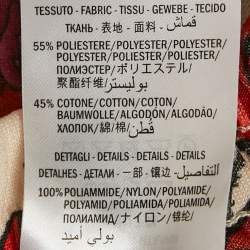 TESSUTO - FABRIC - TISSU - GEWEBE - TECIDO
ТКАНЬ - 表地 - 面料 - قماش
55% POLIESTERE/POLYESTER/POLYESTER
/POLYESTER/POLIESTER/POLIESTER/
ПОЛИЭСТЕР/ポリエステル/
聚酯纤维/بوليستر
45% COTONE/COTTON/COTON/
BAUMWOLLE/ALGODON/ALGODÃO/
ХЛОПОК/綿/棉/قطن
DETTAGLI - DETAILS - DETAILS - DETAILS
DETALHES - ДЕТАЛИ - 一部 - 镶边 - التفاصيل
100% POLIAMMIDE/NYLON/POLYAMIDE
POLYAMID/POLIAMIDA/POLIAMIDA/
ПОЛИАМИД/ナイロン/锦纶/
بولي أميد